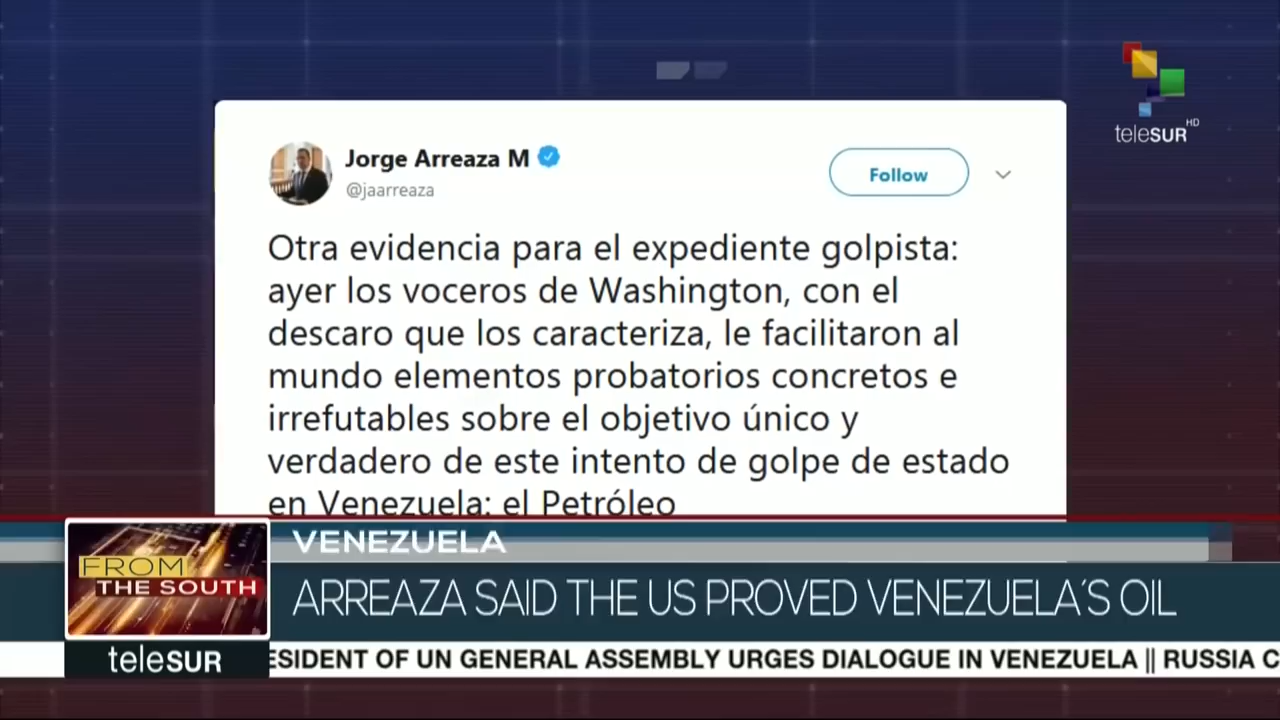 teleSUR HD
Jorge Arreaza M
@jaarreaza
Follow
Otra evidencia para el expediente golpista:
ayer los voceros de Washington, con el
descaro que los caracteriza, le facilitaron al
mundo elementos probatorios concretos e
irrefutables sobre el objetivo único y
verdadero de este intento de golpe de estado
en Venezuela: el Petróleo
VENEZUELA
FROM
THE SOUTH
ARREAZA SAID THE US PROVED VENEZUELA´S OIL
teleSUR
ESIDENT OF UN GENERAL ASSEMBLY URGES DIALOGUE IN VENEZUELA || RUSSIA C